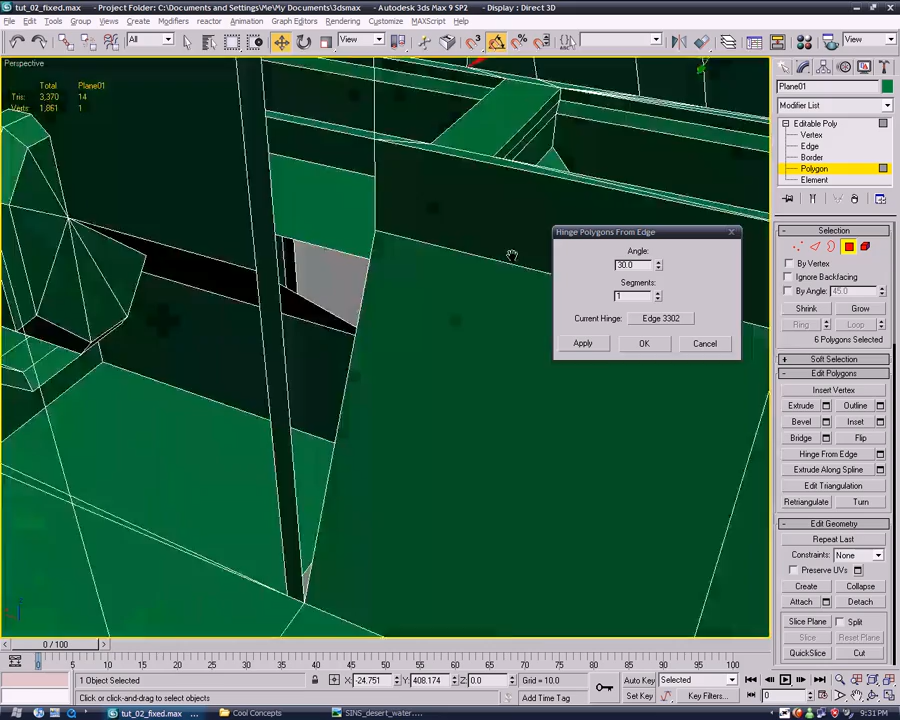 tut_02_fixed.max - Project Folder: C:\Documents and Settings\Me\My Documents\3dsmax - Autodesk 3ds Max 9 SP2 - Display : Direct 3D
File Edit Tools Group Views Create Modifiers reactor Animation Graph Editors Rendering Customize MAXScript Help
All View View
Perspective
Total Plane01
Tris: 3,370 14
Verts: 1,861 1
Plane01
Modifier List
Editable Poly
Vertex
Edge
Border
Polygon
Element
Selection
By Vertex
Ignore Backfacing
By Angle: 45.0
Shrink Grow
Ring Loop
6 Polygons Selected
Soft Selection
Edit Polygons
Insert Vertex
Extrude Outline
Bevel Inset
Bridge Flip
Hinge From Edge
Extrude Along Spline
Edit Triangulation
Retriangulate Turn
Edit Geometry
Repeat Last
Constraints: None
Preserve UVs
Create Collapse
Attach Detach
Slice Plane Split
Slice Reset Plane
QuickSlice Cut
Hinge Polygons From Edge
Angle:
30.0
Segments:
1
Current Hinge: Edge 3302
Apply OK Cancel
0 / 100
0 10 15 20 25 30 35 40 45 50 55 60 65 70 75 80 85 90 95 100
1 Object Selected X: -24.751 Y: 408.174 Z: 0.0 Grid = 10.0 Auto Key Selected
Click or click-and-drag to select objects Add Time Tag Set Key Key Filters... 0
start tut_02_fixed.max ... Cool Concepts SINS_desert_water.... 9:31 PM